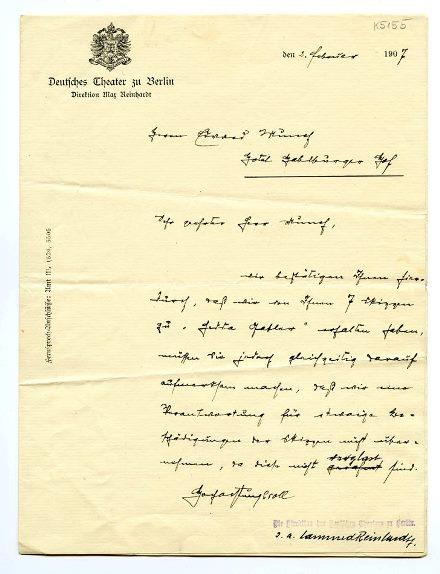 K5155
den 2. Februar 1907
Deutsches Theater zu Berlin
Direktion Max Reinhardt
Herrn Edvard Munch
Hotel Habsburger Hof
Sehr geehrter Herr Munch,
wir bestätigen Ihnen hier-
durch, daß wir von Ihnen 7 Skizzen
zu "Hedda Gabler" erhalten haben,
müssen Sie jedoch gleichzeitig darauf
aufmerksam machen, daß wir eine
Verantwortung für etwaige Be-
schädigungen der Skizzen nicht über-
nehmen, da diese nicht verglast sind.
Hochachtungsvoll
Die Direktion des Deutschen Theaters zu Berlin.
Fernsprech-Anschlüsse: Amt III,